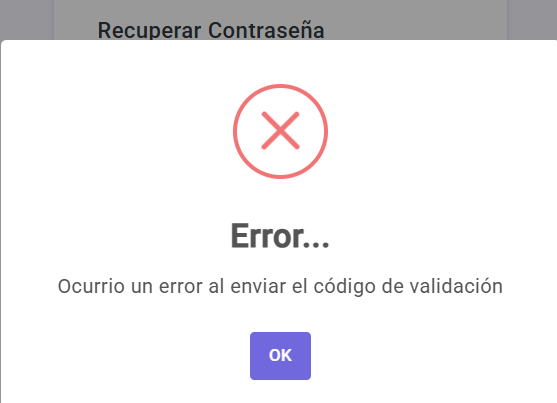 Recuperar Contraseña
Error...
Ocurrio un error al enviar el código de validación
OK